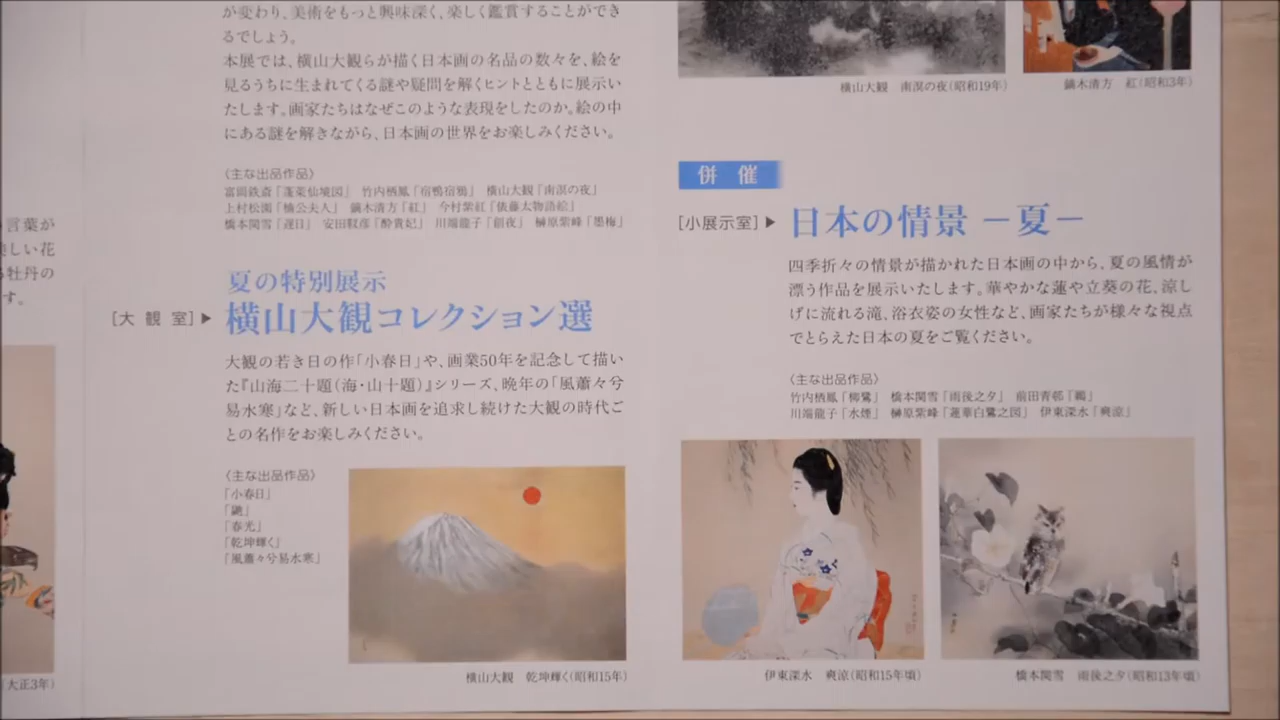 が変わり、美術をもっと興味深く、楽しく鑑賞することができ
るでしょう。
本展では、横山大観らが描く日本画の名品の数々を、絵を
見るうちに生まれてくる謎や疑問を解くヒントとともに展示い
たします。画家たちはなぜこのような表現をしたのか。絵の中
にある謎を解きながら、日本画の世界をお楽しみください。
〈主な出品作品〉
富岡鉄斎「蓬莱仙境図」 竹内栖鳳「宿鴨宿鴉」 横山大観「南溟の夜」
上村松園「楠公夫人」 鏑木清方「紅」 今村紫紅「俵藤太物語絵」
橋本関雪「遅日」 安田靫彦「酔貴妃」 川端龍子「創夜」 榊原紫峰「墨梅」
言葉が
美しい花
牡丹の
す。
大正3年）
夏の特別展示
［大観室］▶ 横山大観コレクション選
大観の若き日の作「小春日」や、画業50年を記念して描い
た『山海二十題（海・山十題）』シリーズ、晩年の「風蕭々兮
易水寒」など、新しい日本画を追求し続けた大観の時代ご
との名作をお楽しみください。
〈主な出品作品〉
「小春日」
「春光」
「乾坤輝く」
「風蕭々兮易水寒」
横山大観 乾坤輝く（昭和15年）
横山大観 南溟の夜（昭和19年）
鏑木清方 紅（昭和3年）
併催
［小展示室］▶ 日本の情景 －夏－
四季折々の情景が描かれた日本画の中から、夏の風情が
漂う作品を展示いたします。華やかな蓮や立葵の花、涼し
げに流れる滝、浴衣姿の女性など、画家たちが様々な視点
でとらえた日本の夏をご覧ください。
〈主な出品作品〉
竹内栖鳳「柳鷺」 橋本関雪「雨後之夕」 前田青邨「鵜」
川端龍子「水煙」 榊原紫峰「蓮華白鷺之図」 伊東深水「爽涼」
伊東深水 爽涼（昭和15年頃）
橋本関雪 雨後之夕（昭和13年頃）